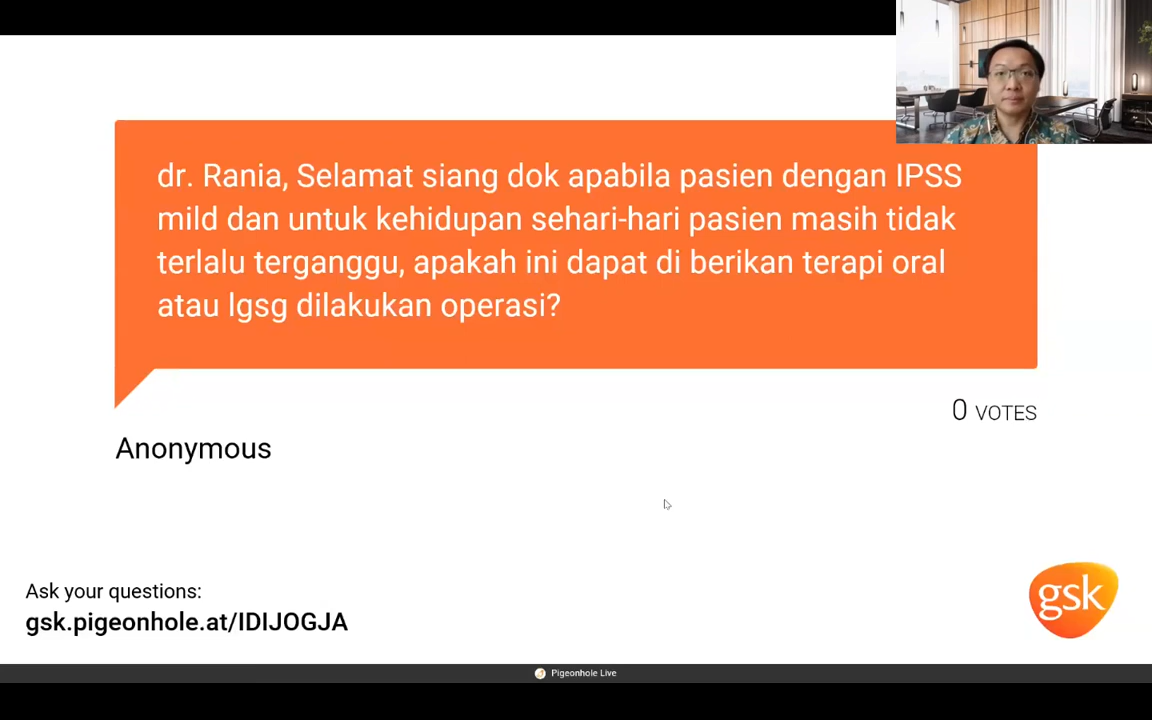 dr. Rania, Selamat siang dok apabila pasien dengan IPSS
mild dan untuk kehidupan sehari-hari pasien masih tidak
terlalu terganggu, apakah ini dapat di berikan terapi oral
atau lgsg dilakukan operasi?
0 VOTES
Anonymous
Ask your questions:
gsk.pigeonhole.at/IDIJOGJA
gsk
Pigeonhole Live